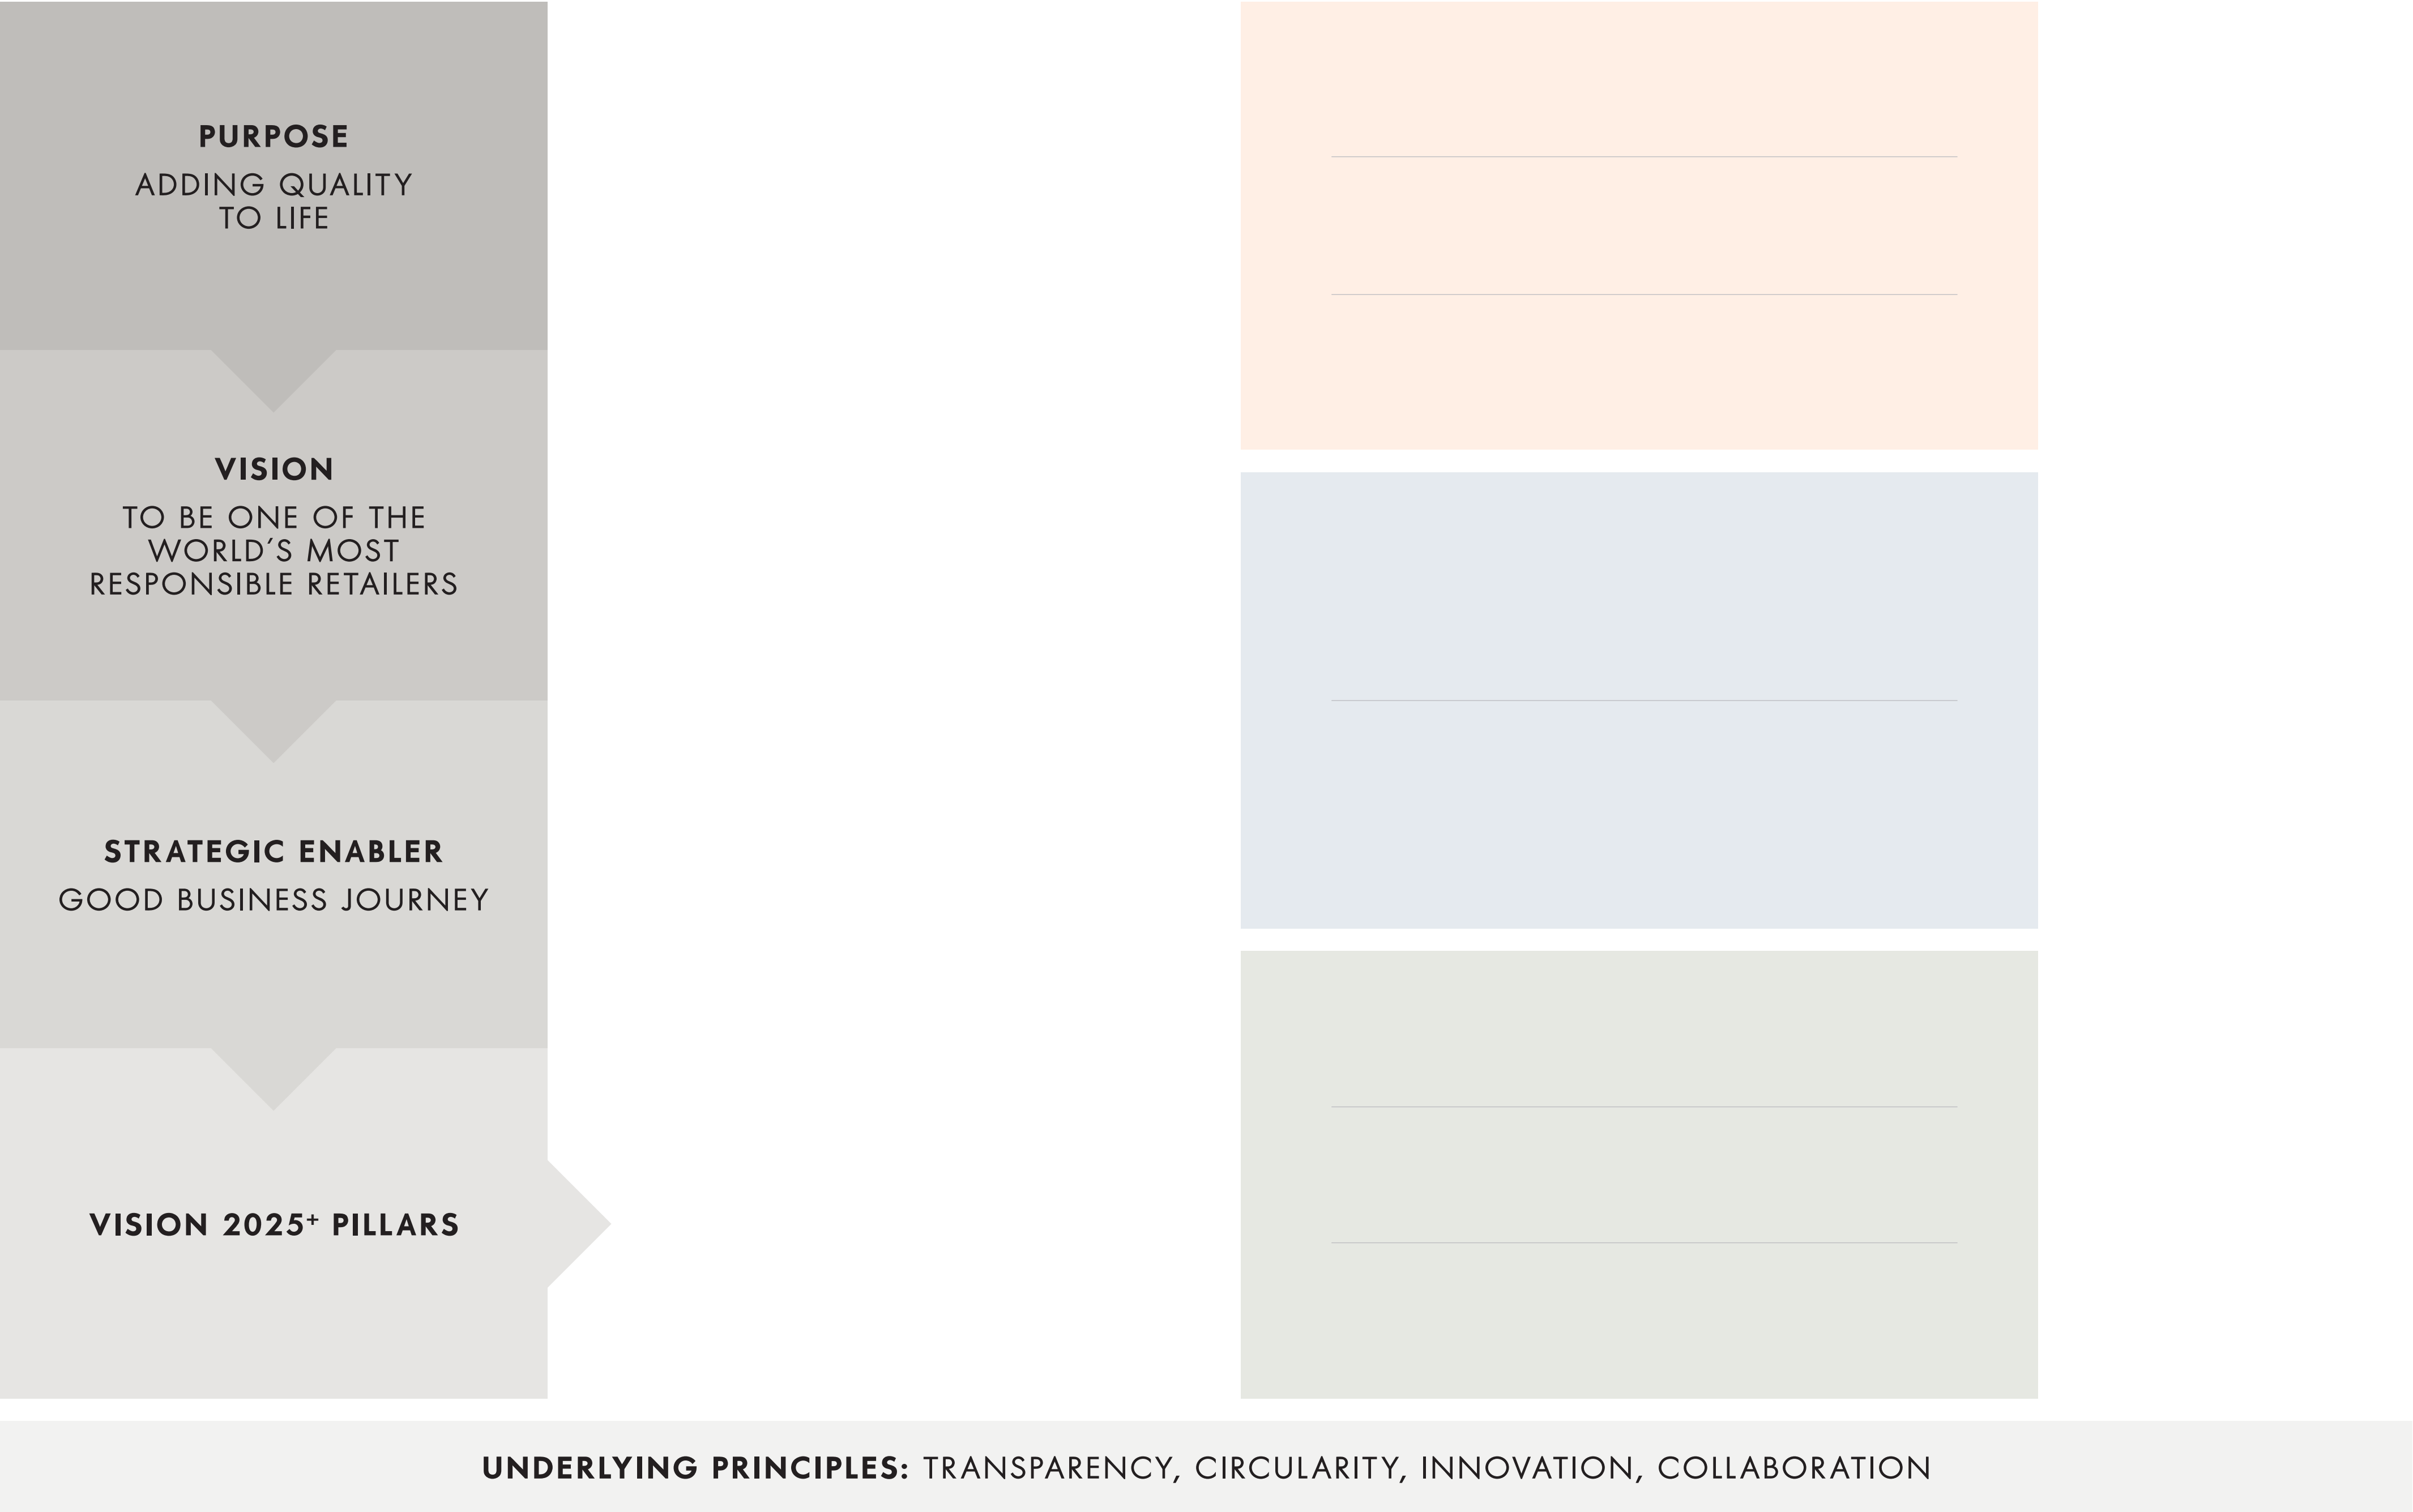 PURPOSE
ADDING QUALITY
TO LIFE
VISION
TO BE ONE OF THE
WORLD´S MOST
RESPONSIBLE RETAILERS
STRATEGIC ENABLER
GOOD BUSINESS JOURNEY
VISION 2025+ PILLARS
UNDERLYING PRINCIPLES: TRANSPARENCY, CIRCULARITY, INNOVATION, COLLABORATION